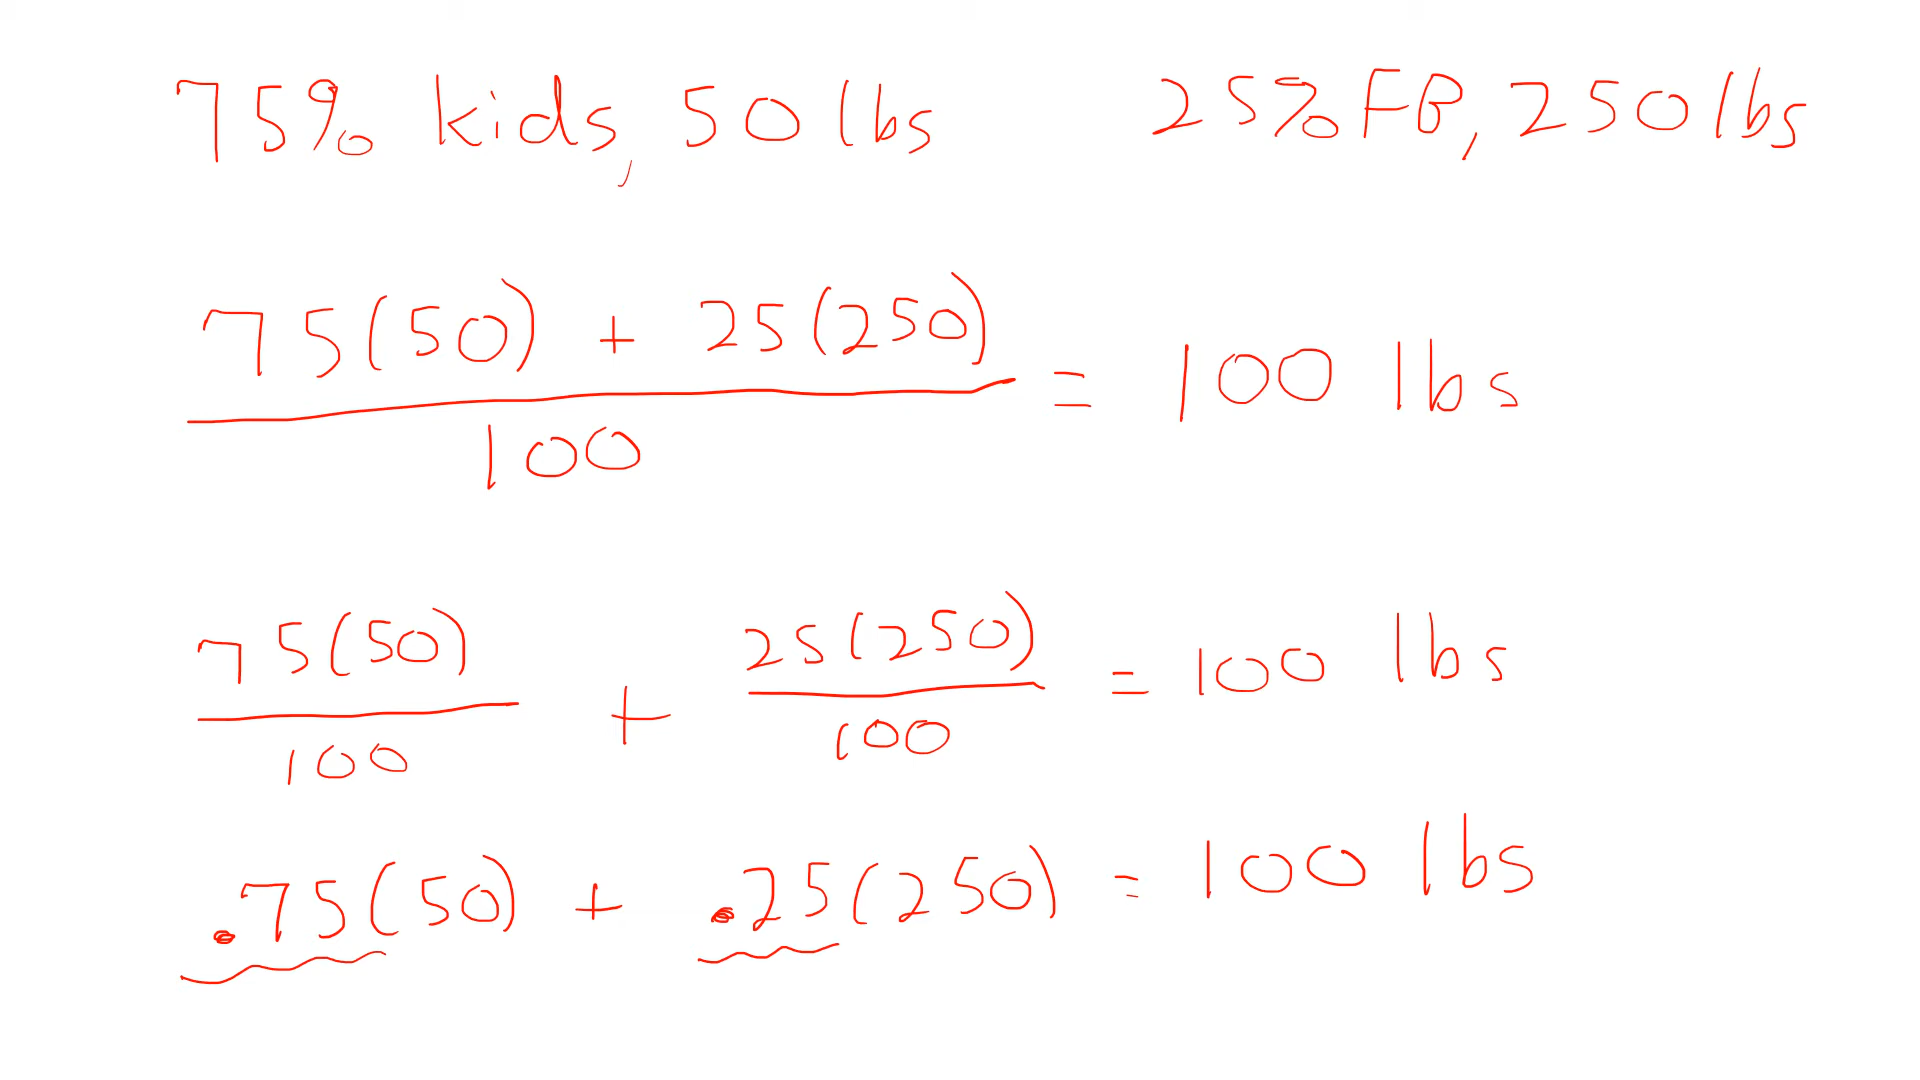 75% kids, 50 lbs 25% FB, 250 lbs
75(50) + 25(250)
= 100 lbs
100
75(50) + 25(250) = 100 lbs
100 100
.75(50) + .25(250) = 100 lbs